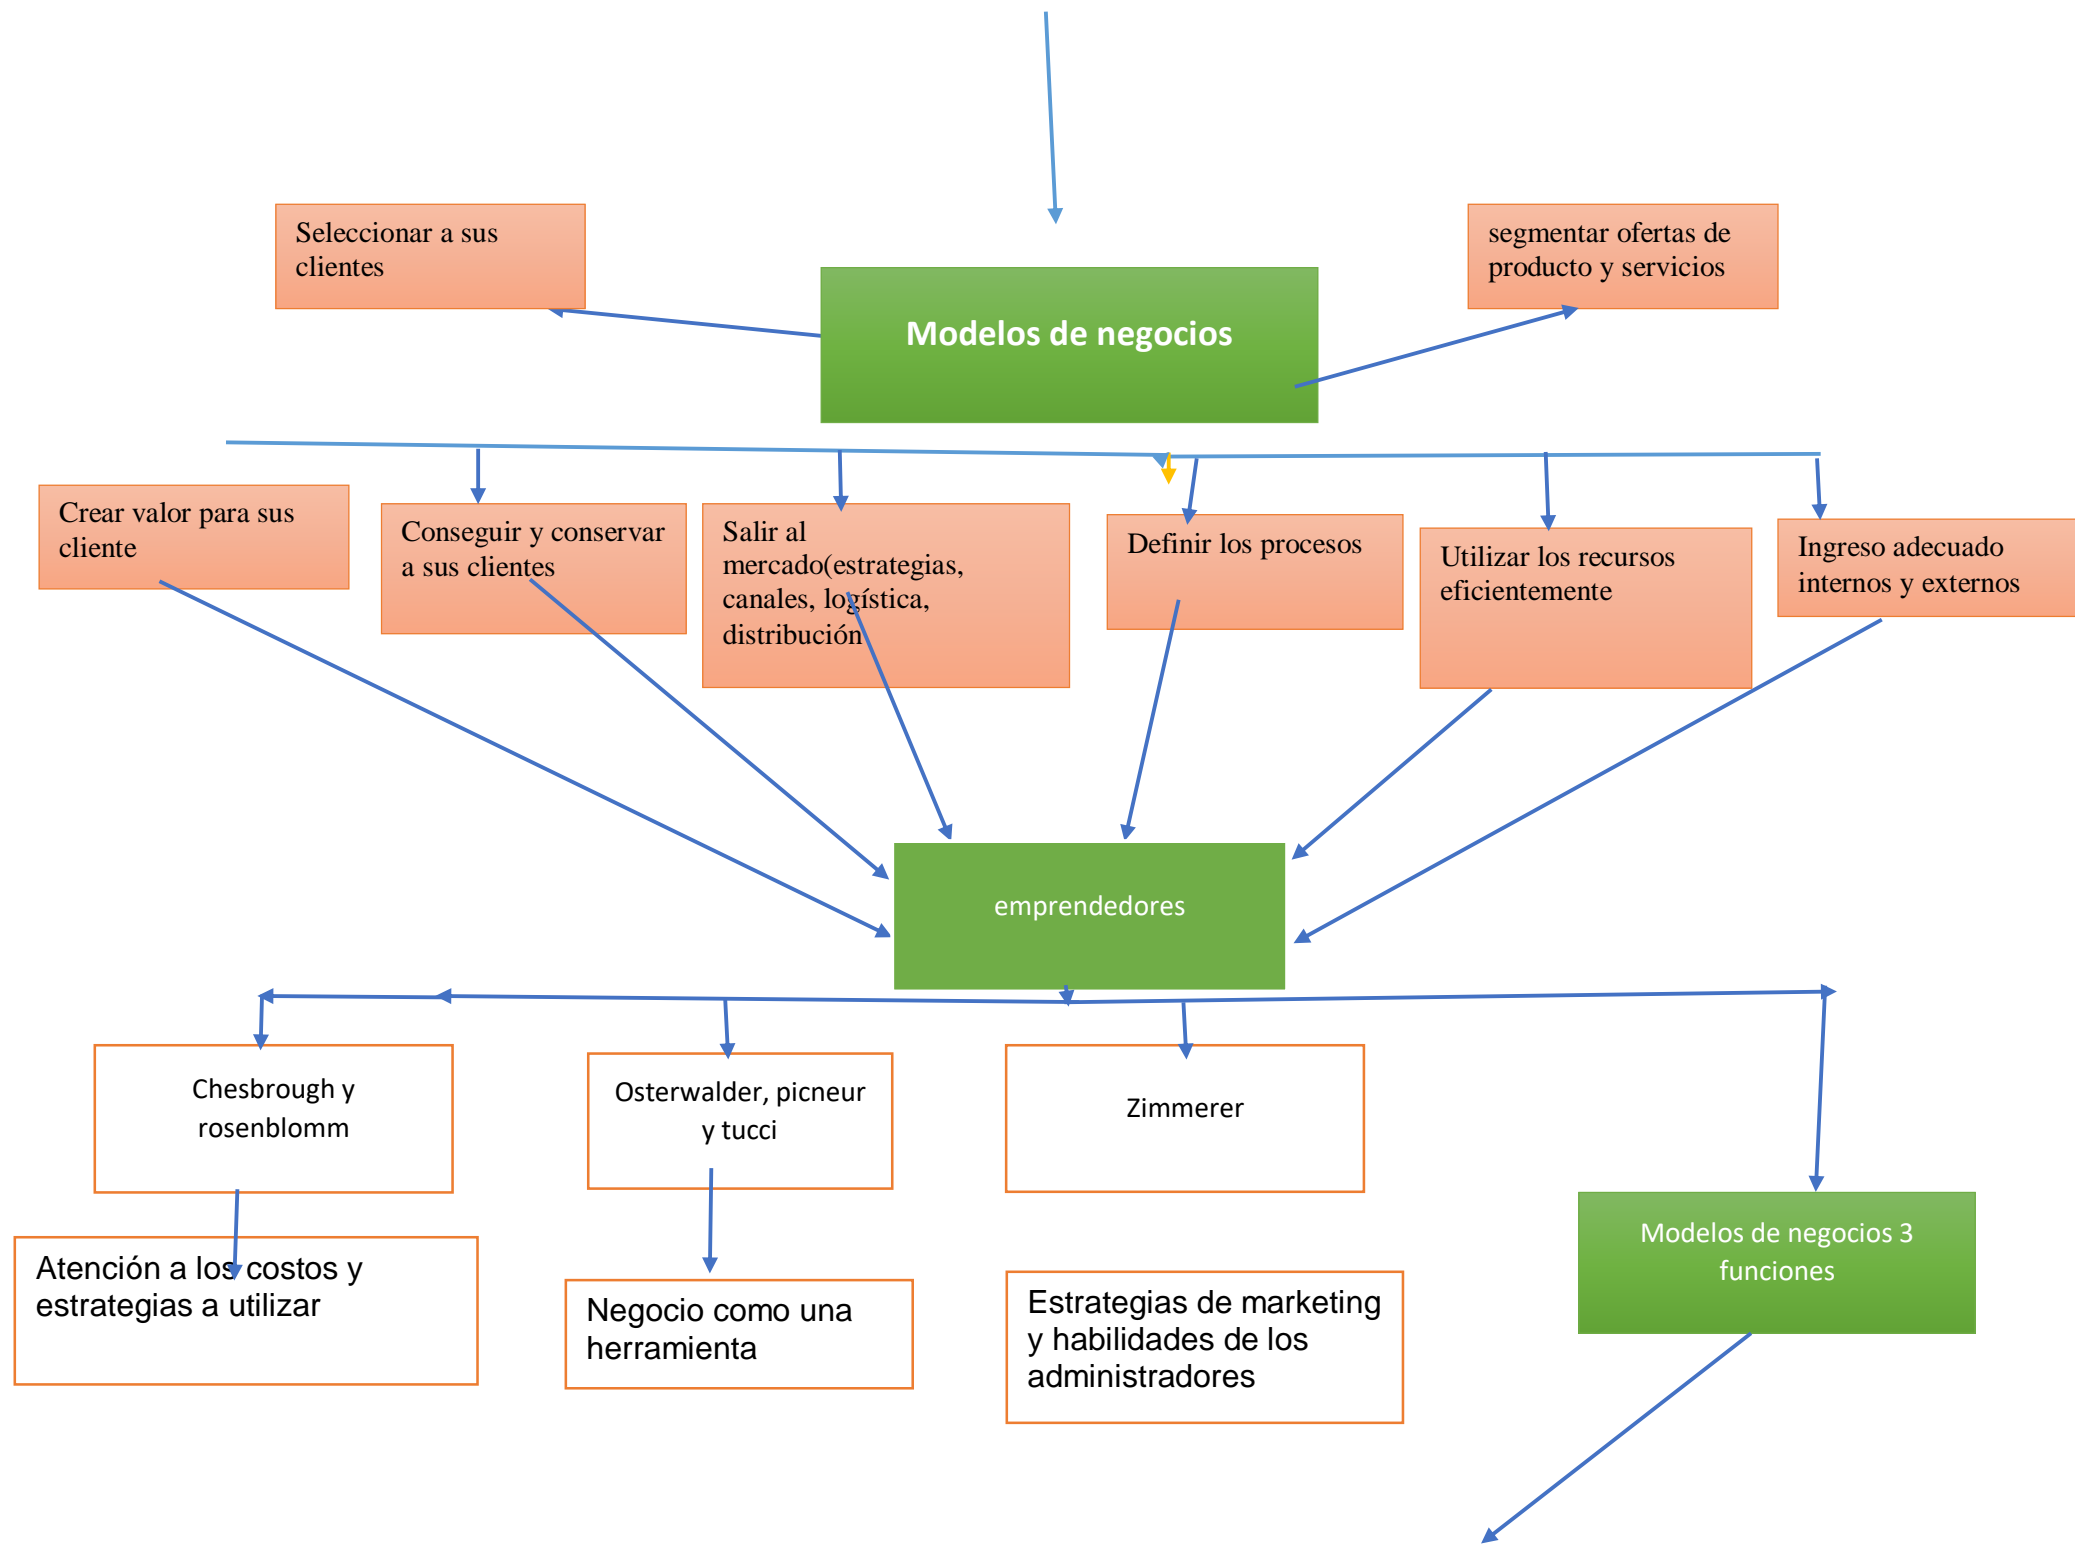 Seleccionar a sus
clientes
segmentar ofertas de
producto y servicios
Modelos de negocios
Crear valor para sus
cliente
Conseguir y conservar
a sus clientes
Salir al
mercado(estrategias,
canales, logística,
distribución
Definir los procesos
Utilizar los recursos
eficientemente
Ingreso adecuado
internos y externos
emprendedores
Chesbrough y
rosenblomm
Osterwalder, picneur
y tucci
Zimmerer
Modelos de negocios 3
funciones
Atención a los costos y
estrategias a utilizar
Negocio como una
herramienta
Estrategias de marketing
y habilidades de los
administradores